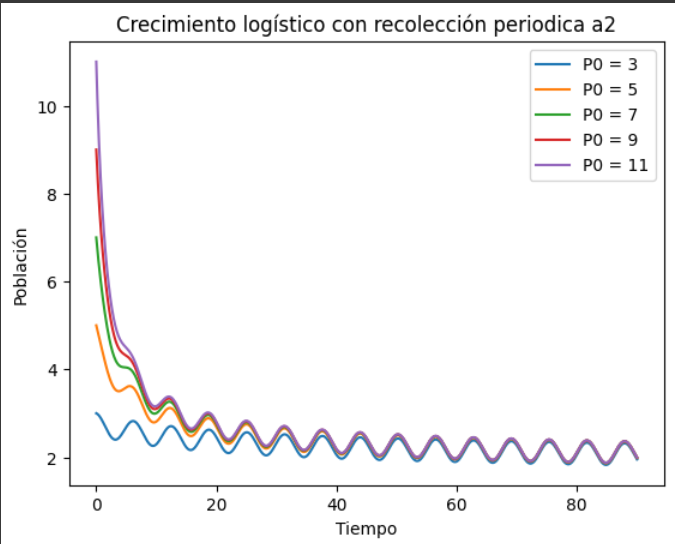 Crecimiento logístico con recolección periodica a2
P0 = 3
P0 = 5
P0 = 7
P0 = 9
P0 = 11
Población
10
8
6
4
2
0
20
40
60
80
Tiempo